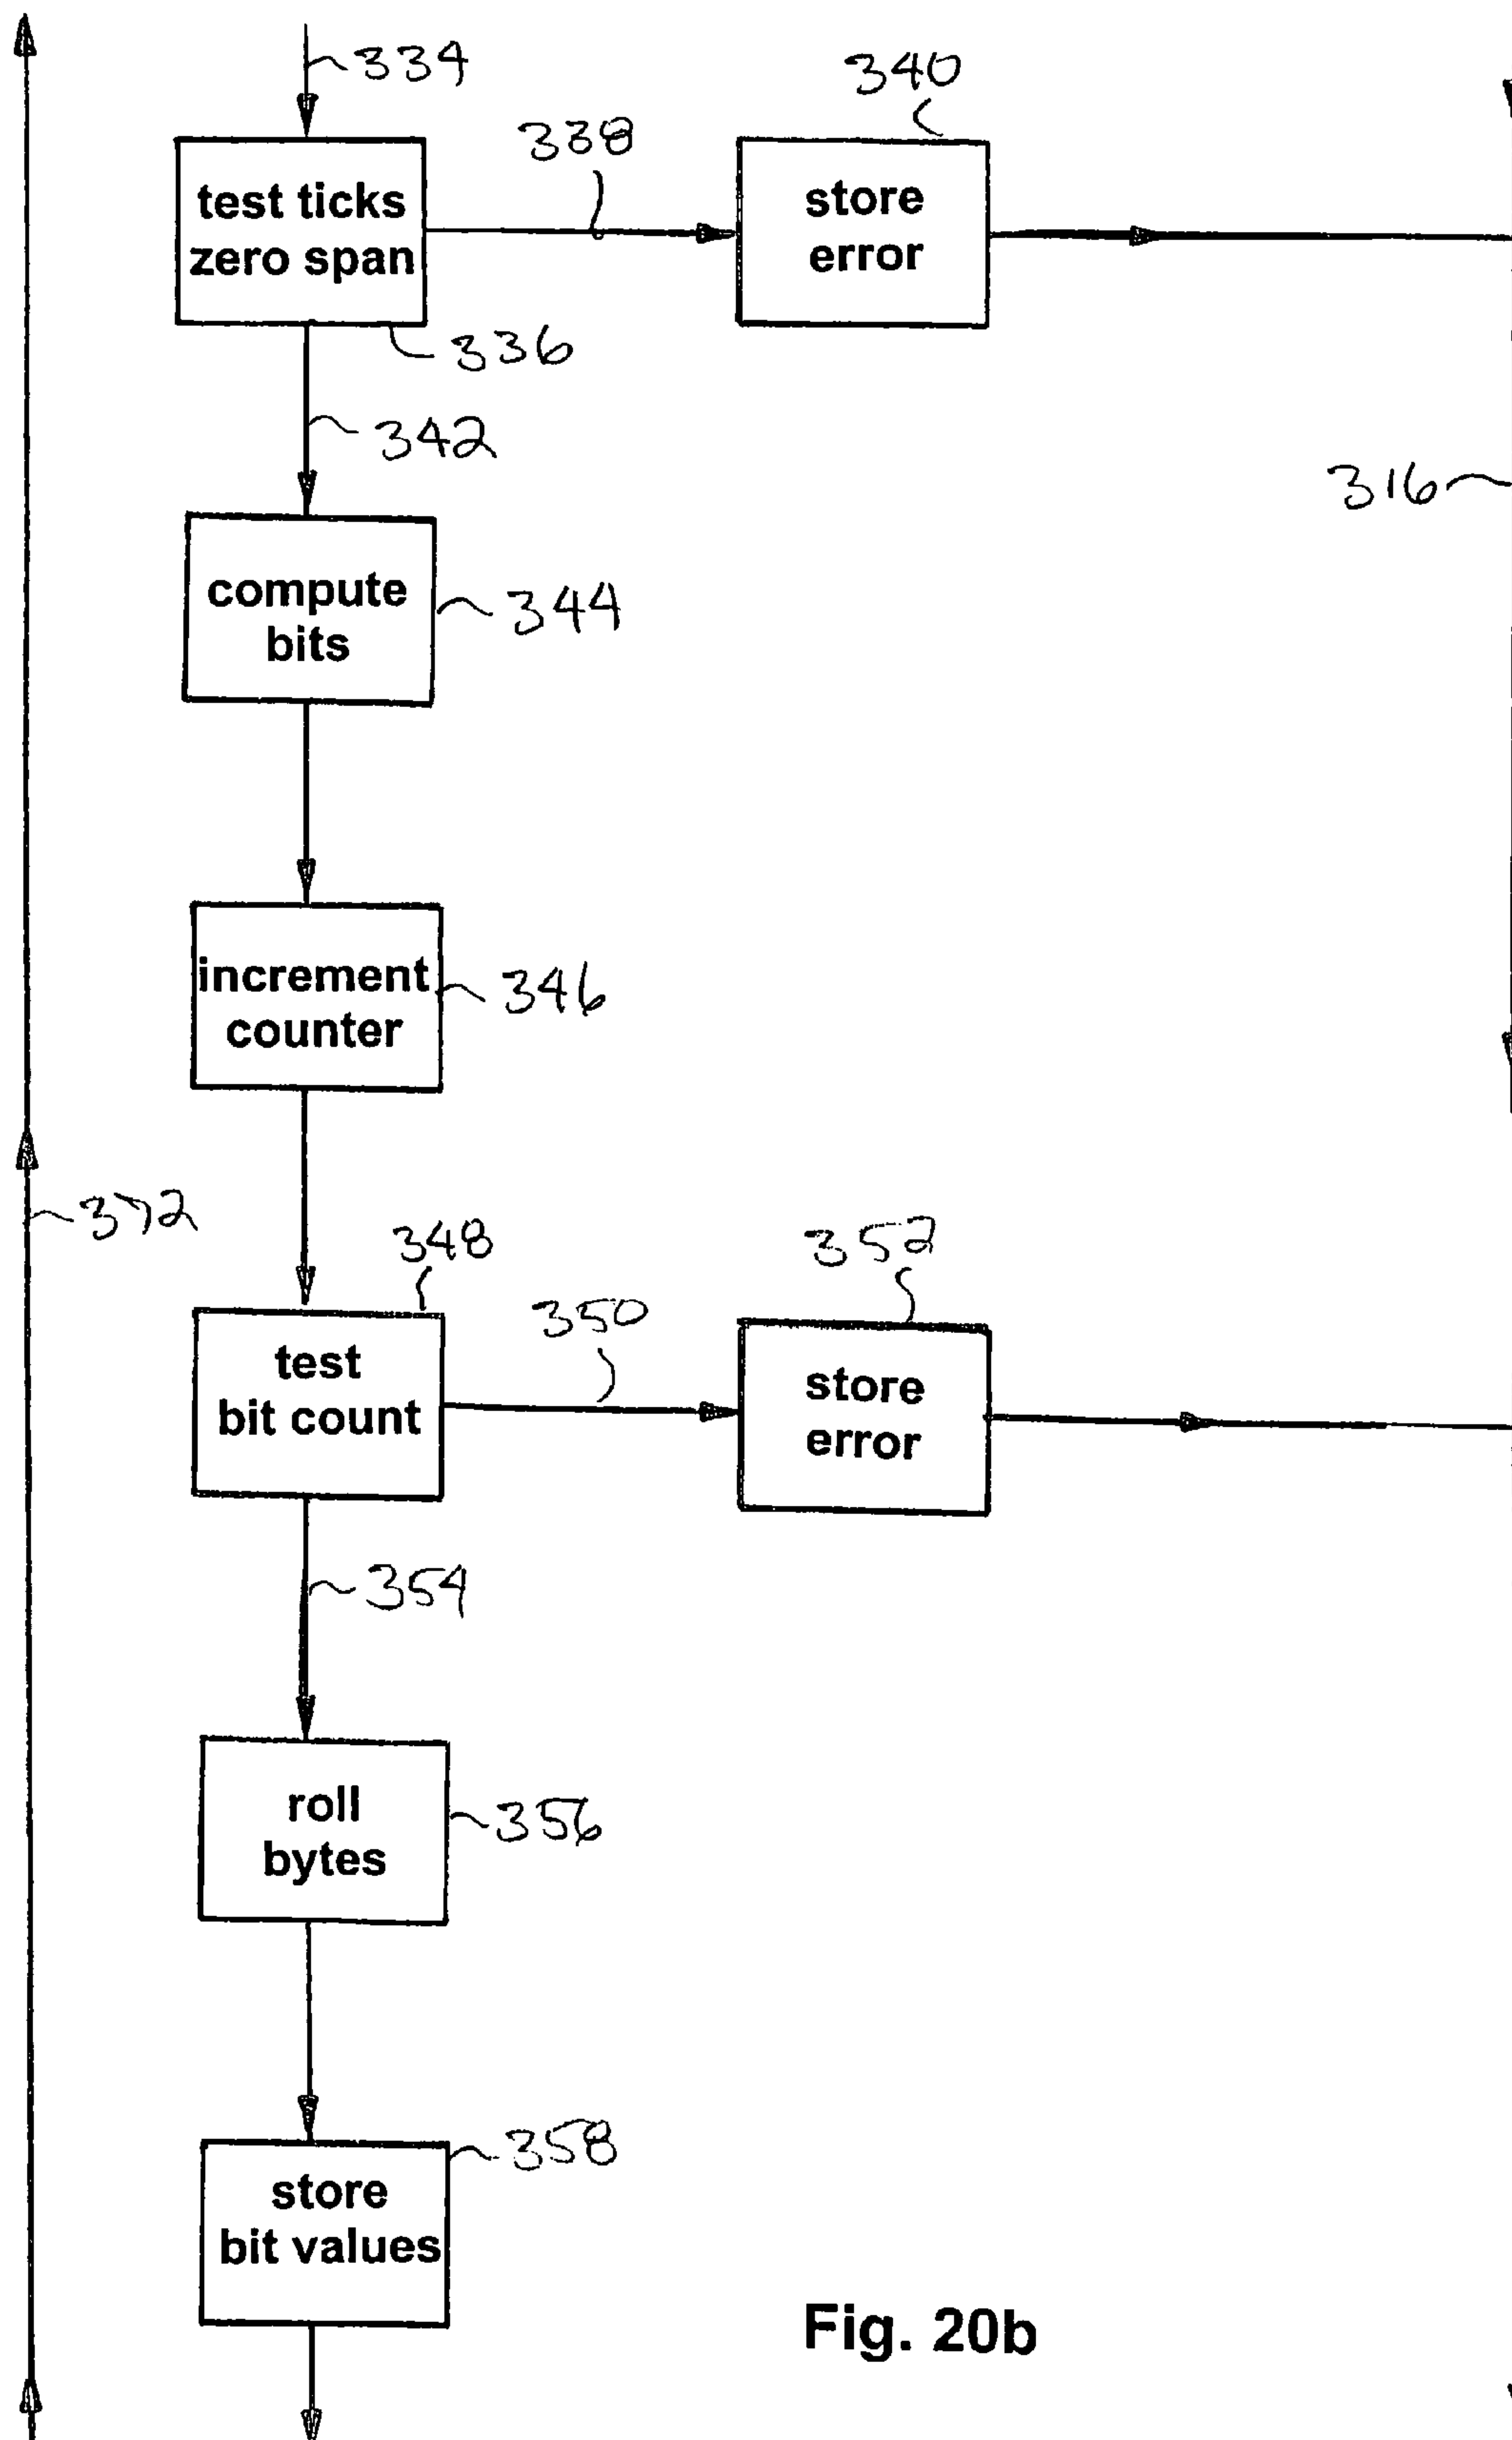 334
340
338
test ticks
zero span
store
error
336
342
316
compute
bits
344
increment
counter
346
372
348
350
352
test
bit count
store
error
354
roll
bytes
356
358
store
bit values
Fig. 20b